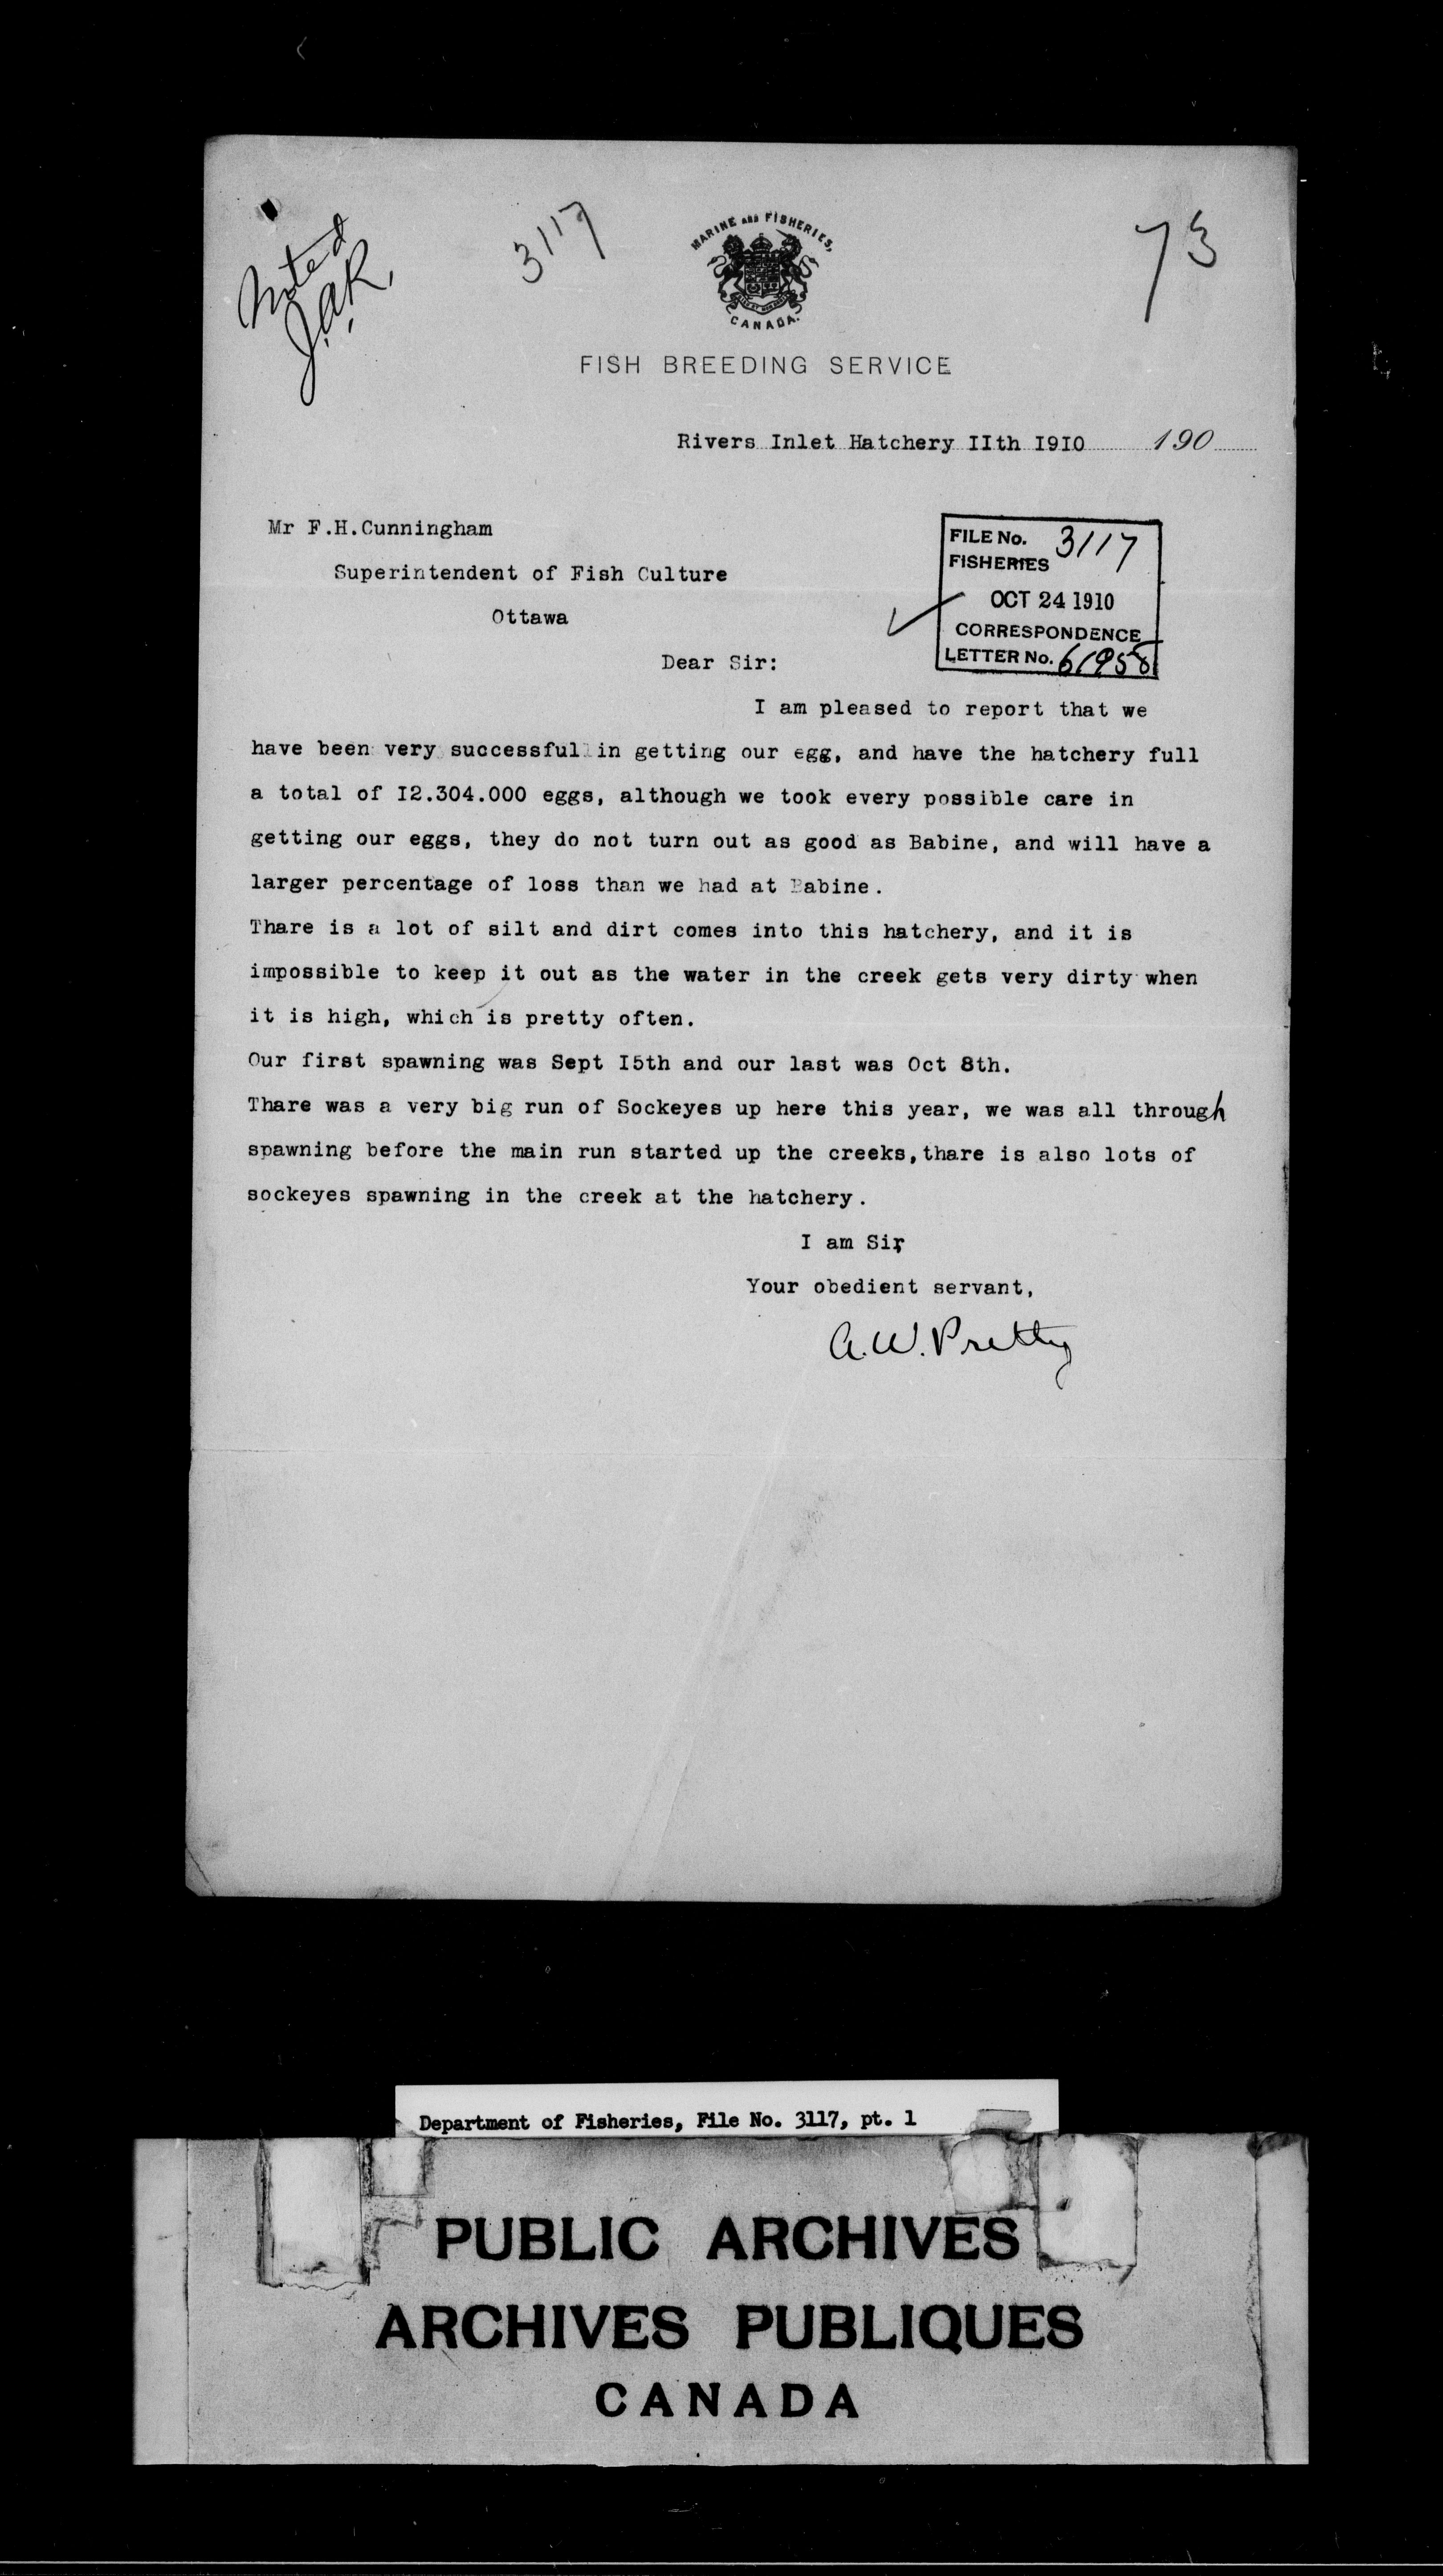 Noted
J.A.R.
3117
73
MARINE AND FISHERIES,
CANADA.
FISH BREEDING SERVICE
Rivers Inlet Hatchery IIth I9I0 190
Mr F.H.Cunningham
Superintendent of Fish Culture
Ottawa
FILE No. 3117
FISHERIES
OCT 24 1910
CORRESPONDENCE
LETTER No. 61958
Dear Sir:
I am pleased to report that we
have been very successful in getting our egg, and have the hatchery full
a total of I2.304.000 eggs, although we took every possible care in
getting our eggs, they do not turn out as good as Babine, and will have a
larger percentage of loss than we had at Babine.
Thare is a lot of silt and dirt comes into this hatchery, and it is
impossible to keep it out as the water in the creek gets very dirty when
it is high, which is pretty often.
Our first spawning was Sept I5th and our last was Oct 8th.
Thare was a very big run of Sockeyes up here this year, we was all through
spawning before the main run started up the creeks,thare is also lots of
sockeyes spawning in the creek at the hatchery.
I am Sir,
Your obedient servant,
A.W.Pretty
Department of Fisheries, File No. 3117, pt. 1
PUBLIC ARCHIVES
ARCHIVES PUBLIQUES
CANADA